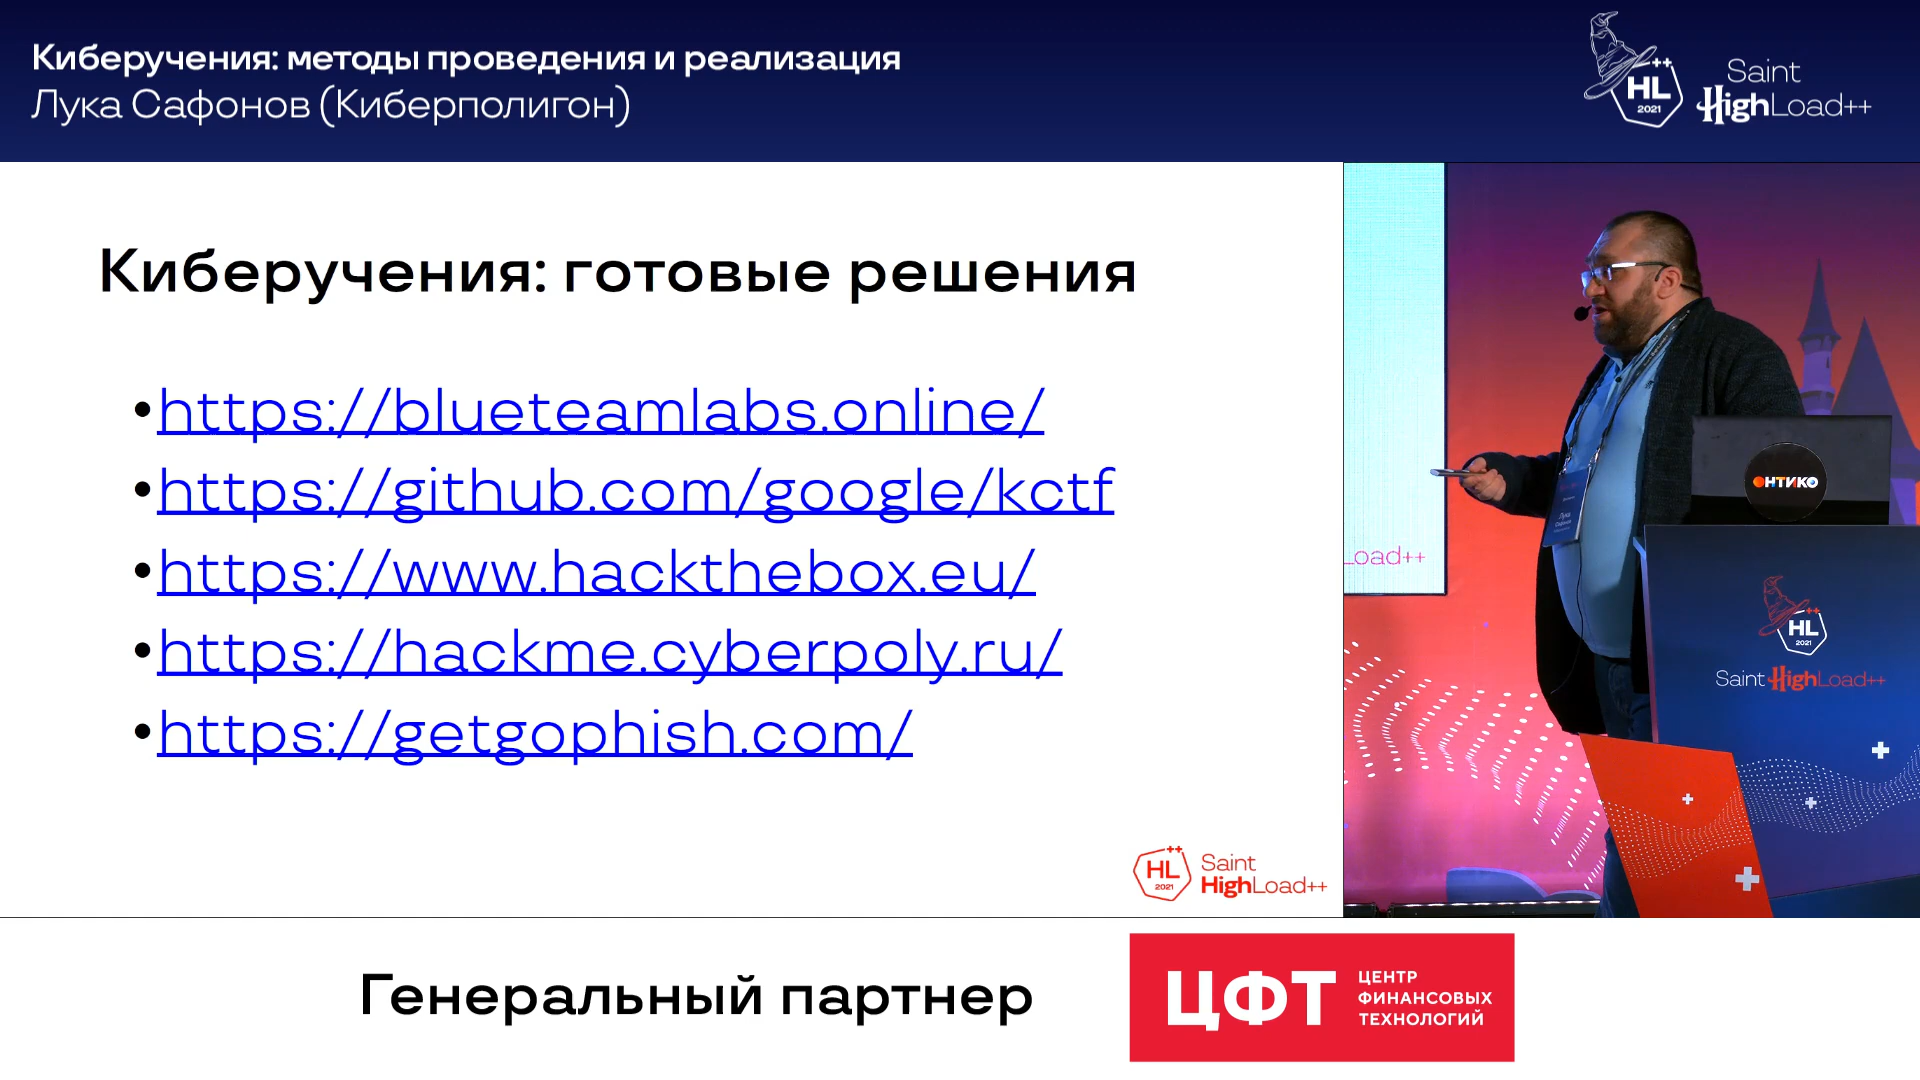 Киберучения: методы проведения и реализация
Лука Сафонов (Киберполигон)
HL
++
2021
Saint
HighLoad++
Киберучения: готовые решения
•https://blueteamlabs.online/
•https://github.com/google/kctf
•https://www.hackthebox.eu/
•https://hackme.cyberpoly.ru/
•https://getgophish.com/
HL
++
2021
Saint
HighLoad++
Load++
ОНТИКО
Лука
HL
++
2021
Saint HighLoad++
Генеральный партнер
ЦФТ
ЦЕНТР
ФИНАНСОВЫХ
ТЕХНОЛОГИЙ